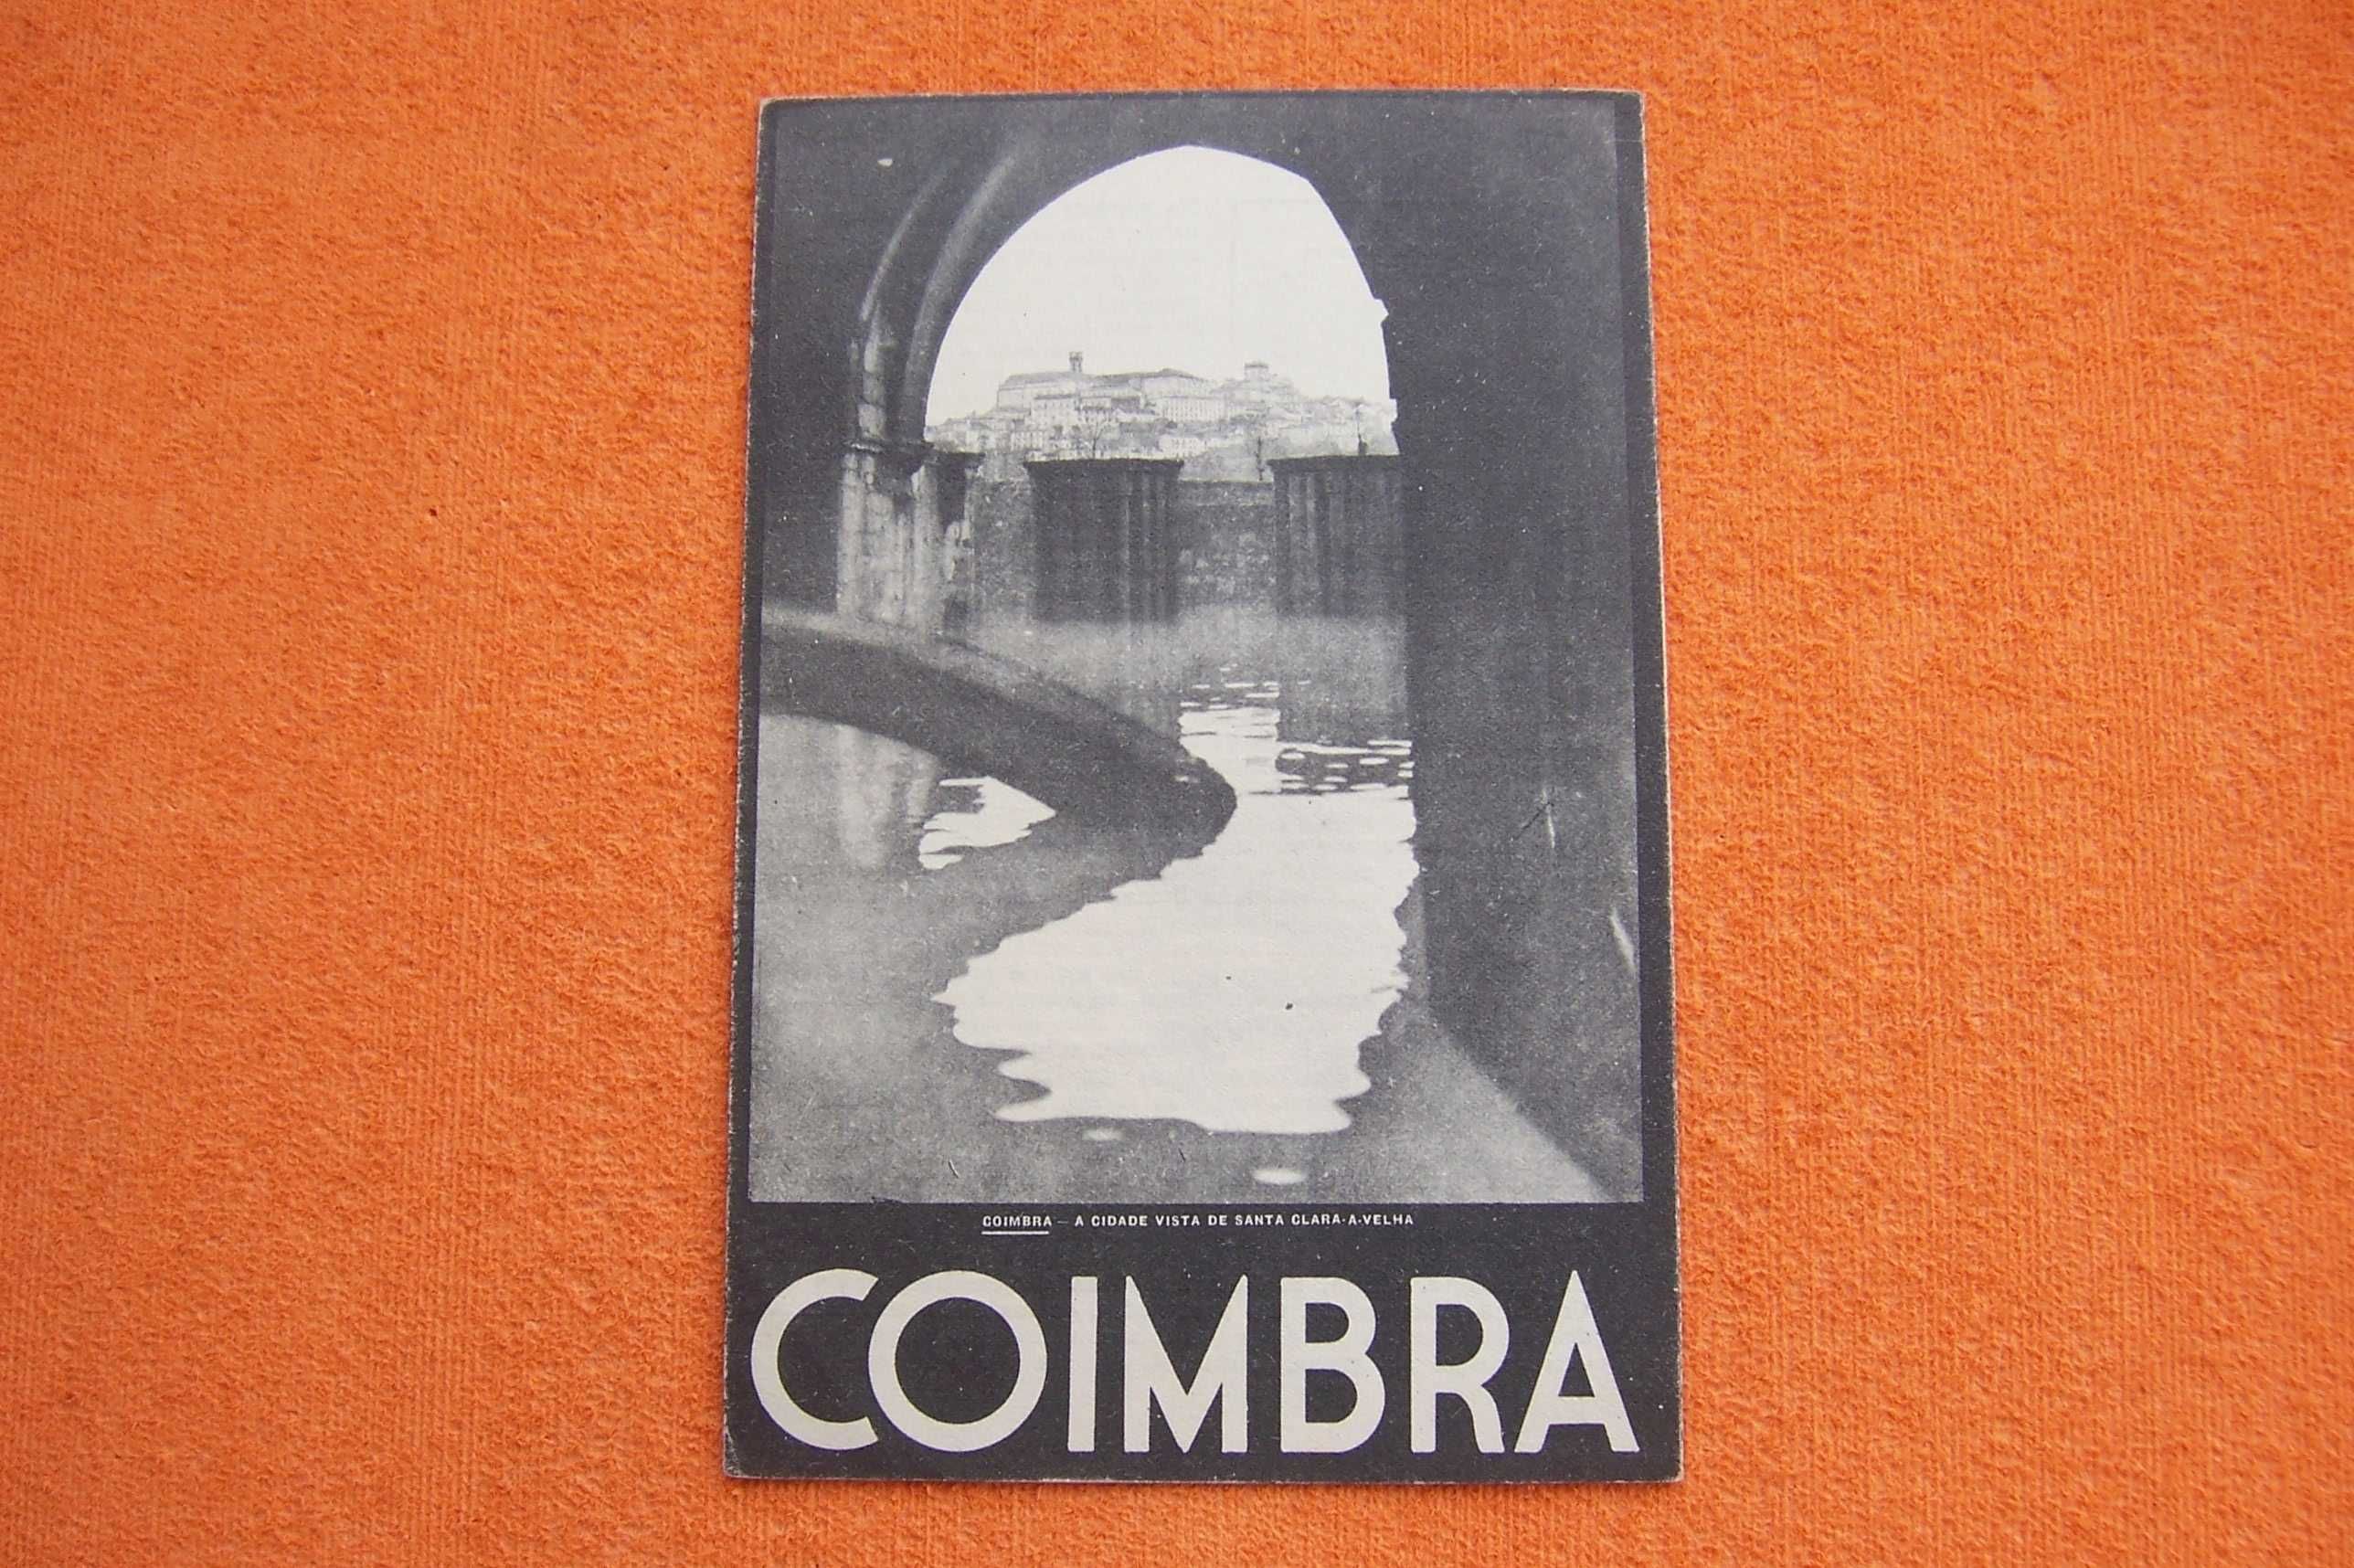 COIMBRA — A CIDADE VISTA DE SANTA CLARA-A-VELHA
COIMBRA